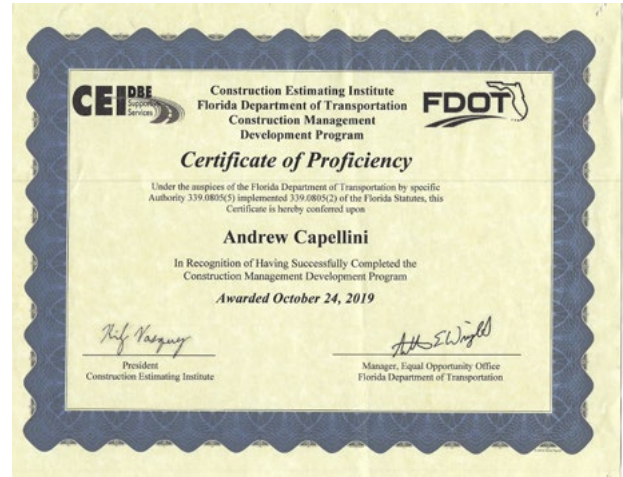 CEI DBE
Supportive
Services
Construction Estimating Institute
Florida Department of Transportation
Construction Management
Development Program
FDOT
Certificate of Proficiency
Under the auspices of the Florida Department of Transportation by specific
Authority 339.0805(5) implemented 339.0805(2) of the Florida Statutes, this
Certificate is hereby conferred upon
Andrew Capellini
In Recognition of Having Successfully Completed the
Construction Management Development Program
Awarded October 24, 2019
Vasquez
President
Construction Estimating Institute
E Wright
Manager, Equal Opportunity Office
Florida Department of Transportation